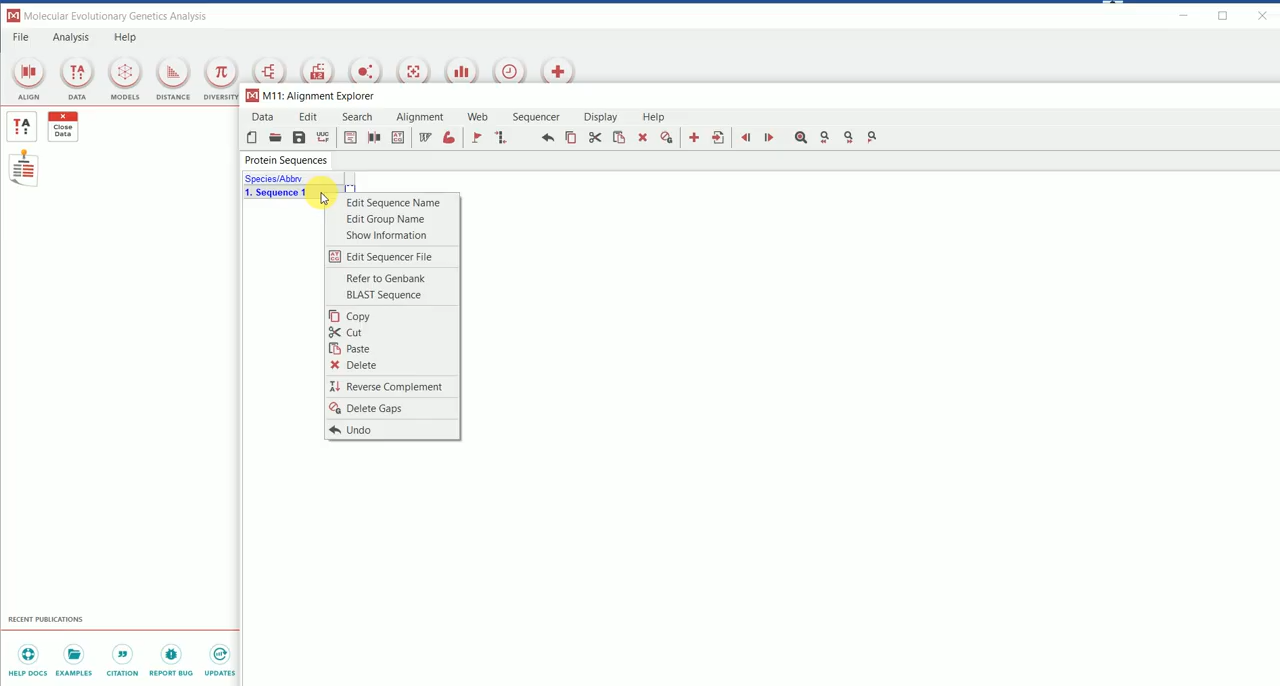 Molecular Evolutionary Genetics Analysis
File Analysis Help
ALIGN DATA MODELS DISTANCE DIVERSITY
M11: Alignment Explorer
Data Edit Search Alignment Web Sequencer Display Help
Protein Sequences
Close
Data
Species/Abbrv
1. Sequence 1
Edit Sequence Name
Edit Group Name
Show Information
Edit Sequencer File
Refer to Genbank
BLAST Sequence
Copy
Cut
Paste
Delete
Reverse Complement
Delete Gaps
Undo
RECENT PUBLICATIONS
HELP DOCS EXAMPLES CITATION REPORT BUG UPDATES